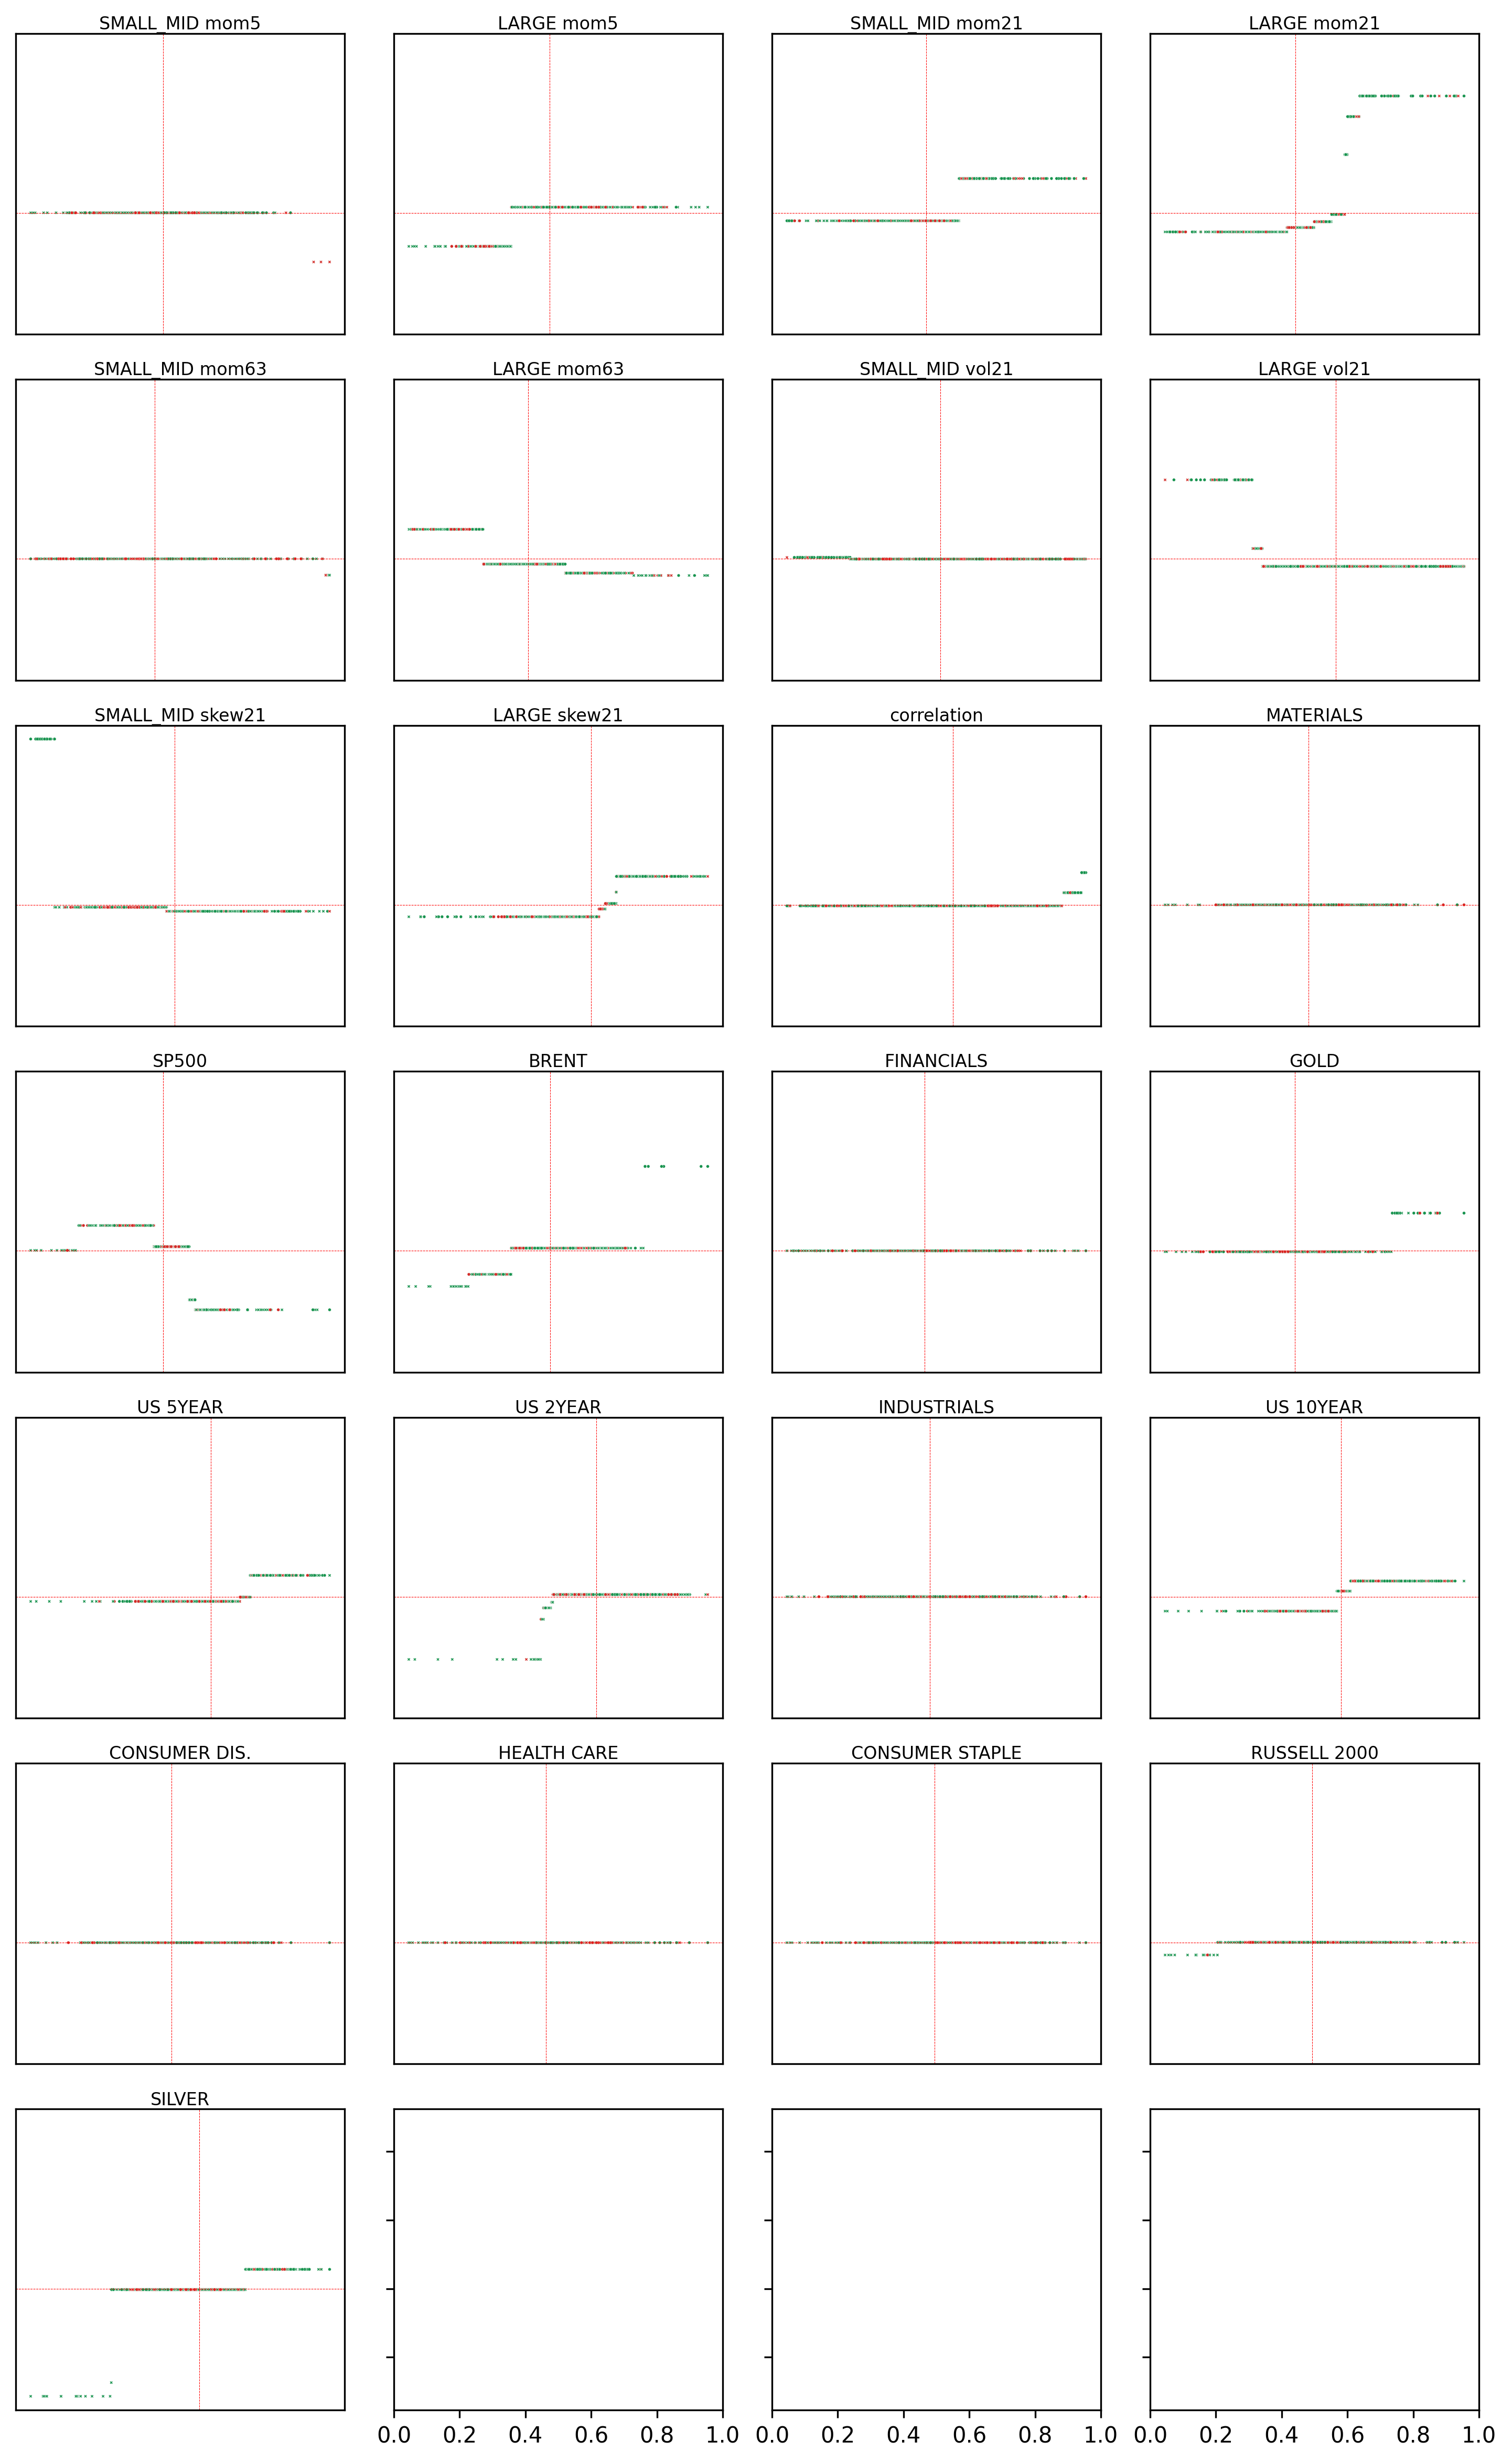 SMALL_MID mom5 LARGE mom5 SMALL_MID mom21 LARGE mom21
SMALL_MID mom63 LARGE mom63 SMALL_MID vol21 LARGE vol21
SMALL_MID skew21 LARGE skew21 correlation MATERIALS
SP500 BRENT FINANCIALS GOLD
US 5YEAR US 2YEAR INDUSTRIALS US 10YEAR
CONSUMER DIS. HEALTH CARE CONSUMER STAPLE RUSSELL 2000
SILVER
0.0 0.2 0.4 0.6 0.8 1.0 0.0 0.2 0.4 0.6 0.8 1.0 0.0 0.2 0.4 0.6 0.8 1.0